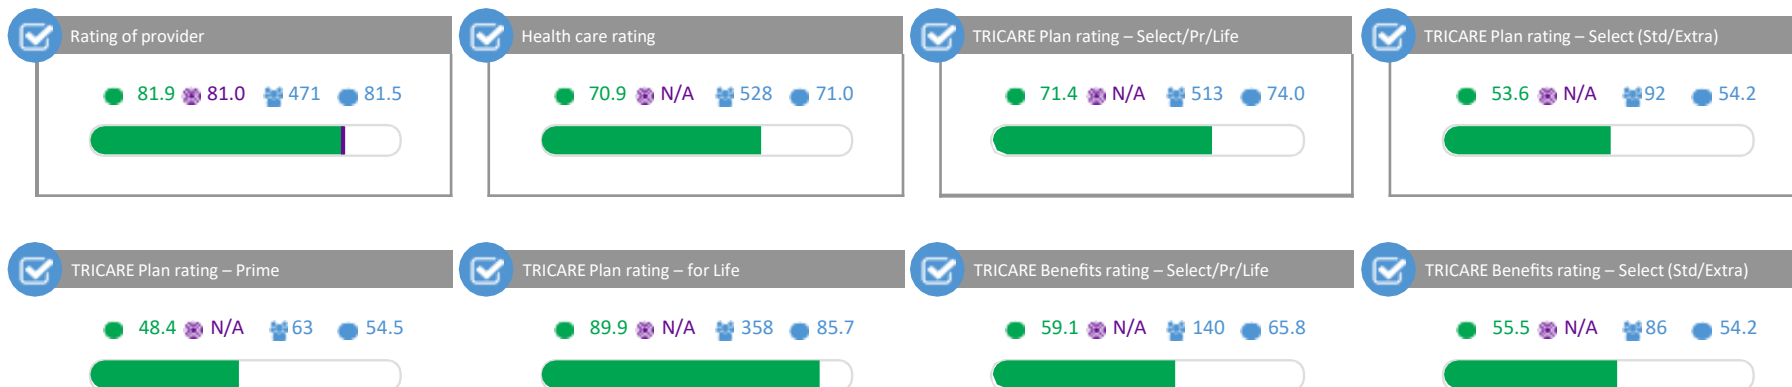 Rating of provider
81.9 81.0 471 81.5
Health care rating
70.9 N/A 528 71.0
TRICARE Plan rating – Select/Pr/Life
71.4 N/A 513 74.0
TRICARE Plan rating – Select (Std/Extra)
53.6 N/A 92 54.2
TRICARE Plan rating – Prime
48.4 N/A 63 54.5
TRICARE Plan rating – for Life
89.9 N/A 358 85.7
TRICARE Benefits rating – Select/Pr/Life
59.1 N/A 140 65.8
TRICARE Benefits rating – Select (Std/Extra)
55.5 N/A 86 54.2